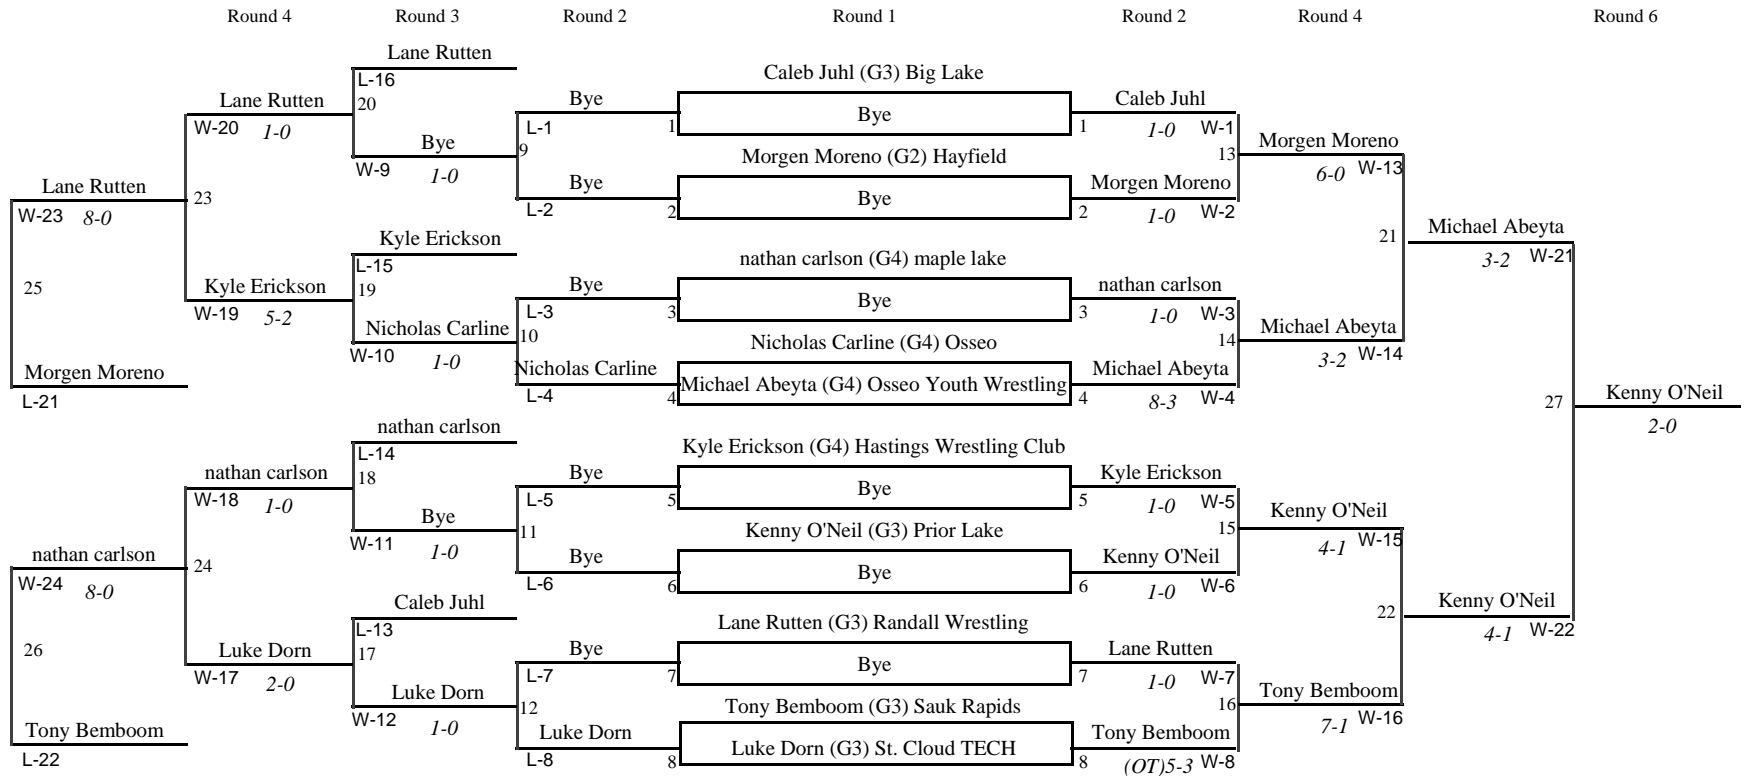 Round 4 Round 3 Round 2 Round 1 Round 2 Round 4 Round 6
Lane Rutten
Caleb Juhl (G3) Big Lake
L-16
Lane Rutten 20 Bye Bye Caleb Juhl
W-20 1-0 L-1 1 1 1-0 W-1
Bye 9 Morgen Moreno
W-9 1-0 Morgen Moreno (G2) Hayfield 13 6-0 W-13
Lane Rutten 23 Bye Bye Morgen Moreno
W-23 8-0 L-2 2 2 1-0 W-2
Kyle Erickson 21 Michael Abeyta
L-15 nathan carlson (G4) maple lake 3-2 W-21
25 Kyle Erickson 19 Bye Bye nathan carlson
W-19 5-2 L-3 3 3 1-0 W-3
Nicholas Carline 10 Nicholas Carline (G4) Osseo 14 Michael Abeyta
W-10 1-0 3-2 W-14
Morgen Moreno Nicholas Carline Michael Abeyta (G4) Osseo Youth Wrestling Michael Abeyta
L-21 L-4 4 4 8-3 W-4 27 Kenny O'Neil
2-0
nathan carlson
L-14 Kyle Erickson (G4) Hastings Wrestling Club
nathan carlson 18 Bye Bye Kyle Erickson
W-18 1-0 L-5 5 5 1-0 W-5
Bye 11 Kenny O'Neil (G3) Prior Lake 15 Kenny O'Neil
W-11 1-0 4-1 W-15
nathan carlson 24 Bye Bye Kenny O'Neil
W-24 8-0 L-6 6 6 1-0 W-6
Caleb Juhl 22 Kenny O'Neil
L-13 Lane Rutten (G3) Randall Wrestling 4-1 W-22
26 Luke Dorn 17 Bye Bye Lane Rutten
W-17 2-0 L-7 7 7 1-0 W-7
Luke Dorn 12 Tony Bemboom (G3) Sauk Rapids 16 Tony Bemboom
W-12 1-0 7-1 W-16
Tony Bemboom Luke Dorn Luke Dorn (G3) St. Cloud TECH Tony Bemboom
L-22 L-8 8 8 (OT)5-3 W-8